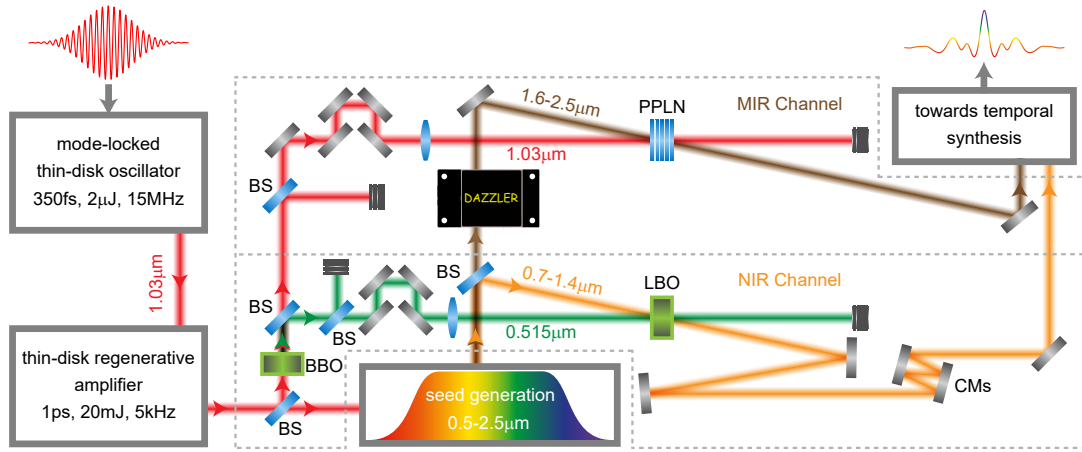 mode-locked
thin-disk oscillator
350fs, 2μJ, 15MHz
1.03μm
thin-disk regenerative
amplifier
1ps, 20mJ, 5kHz
BS
BBO
BS
BS
BS
1.03μm
DAZZLER
1.6-2.5μm
PPLN
MIR Channel
towards temporal
synthesis
BS
0.7-1.4μm
LBO
NIR Channel
0.515μm
CMs
seed generation
0.5-2.5μm